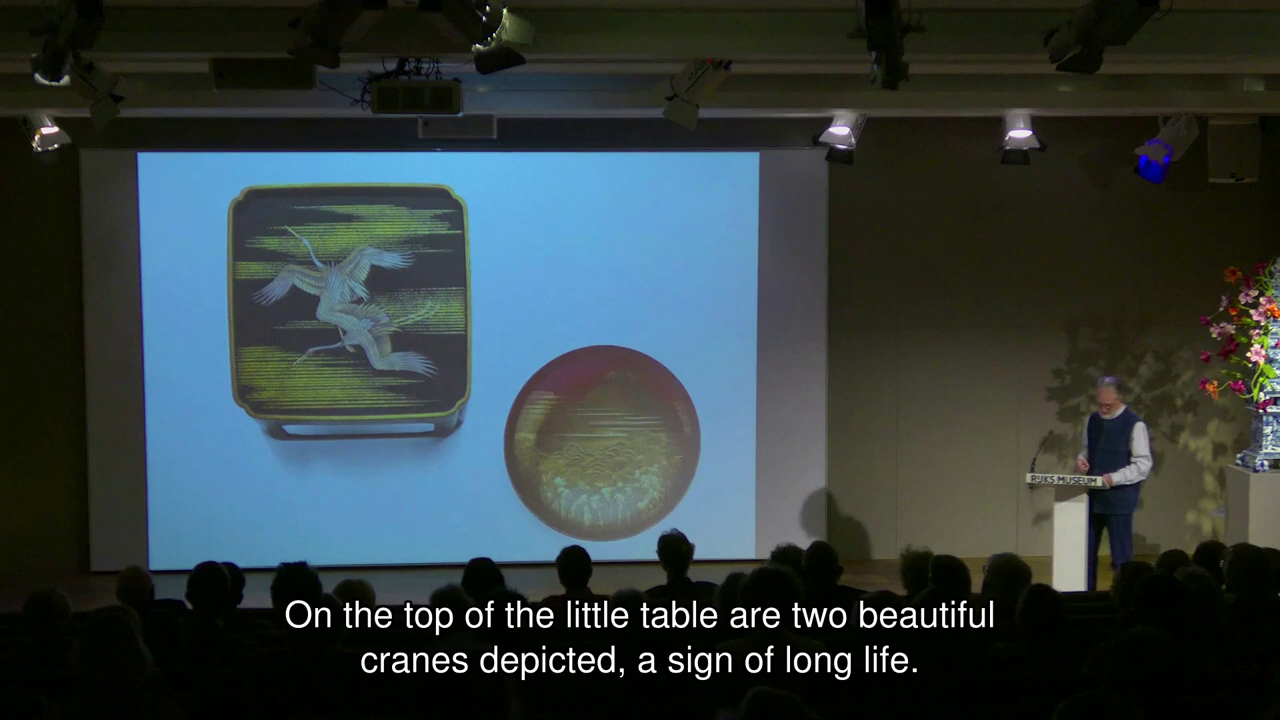 RIJKS MUSEUM
On the top of the little table are two beautiful
cranes depicted, a sign of long life.